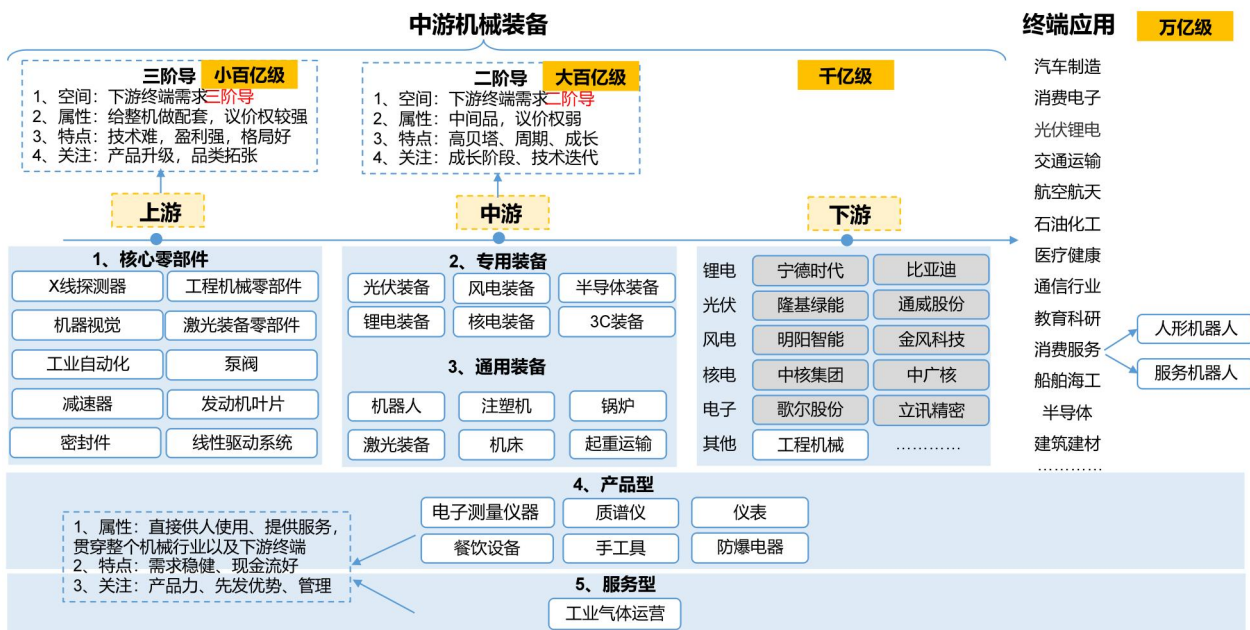 中游机械装备
终端应用
万亿级
三阶导
小百亿级
1、空间：下游终端需求三阶导
2、属性：给整机做配套，议价权较强
3、特点：技术难，盈利强，格局好
4、关注：产品升级，品类拓张
二阶导
大百亿级
1、空间：下游终端需求二阶导
2、属性：中间品，议价权弱
3、特点：高贝塔、周期、成长
4、关注：成长阶段、技术迭代
千亿级
上游
中游
下游
1、核心零部件
X线探测器
工程机械零部件
机器视觉
激光装备零部件
工业自动化
泵阀
减速器
发动机叶片
密封件
线性驱动系统
2、专用装备
光伏装备
风电装备
半导体装备
锂电装备
核电装备
3C装备
3、通用装备
机器人
注塑机
锅炉
激光装备
机床
起重运输
锂电
宁德时代
比亚迪
光伏
隆基绿能
通威股份
风电
明阳智能
金风科技
核电
中核集团
中广核
电子
歌尔股份
立讯精密
其他
工程机械
…………
汽车制造
消费电子
光伏锂电
交通运输
航空航天
石油化工
医疗健康
通信行业
教育科研
消费服务
船舶海工
半导体
建筑建材
…………
人形机器人
服务机器人
4、产品型
电子测量仪器
质谱仪
仪表
餐饮设备
手工具
防爆电器
1、属性：直接供人使用、提供服务，
贯穿整个机械行业以及下游终端
2、特点：需求稳健、现金流好
3、关注：产品力、先发优势、管理
5、服务型
工业气体运营